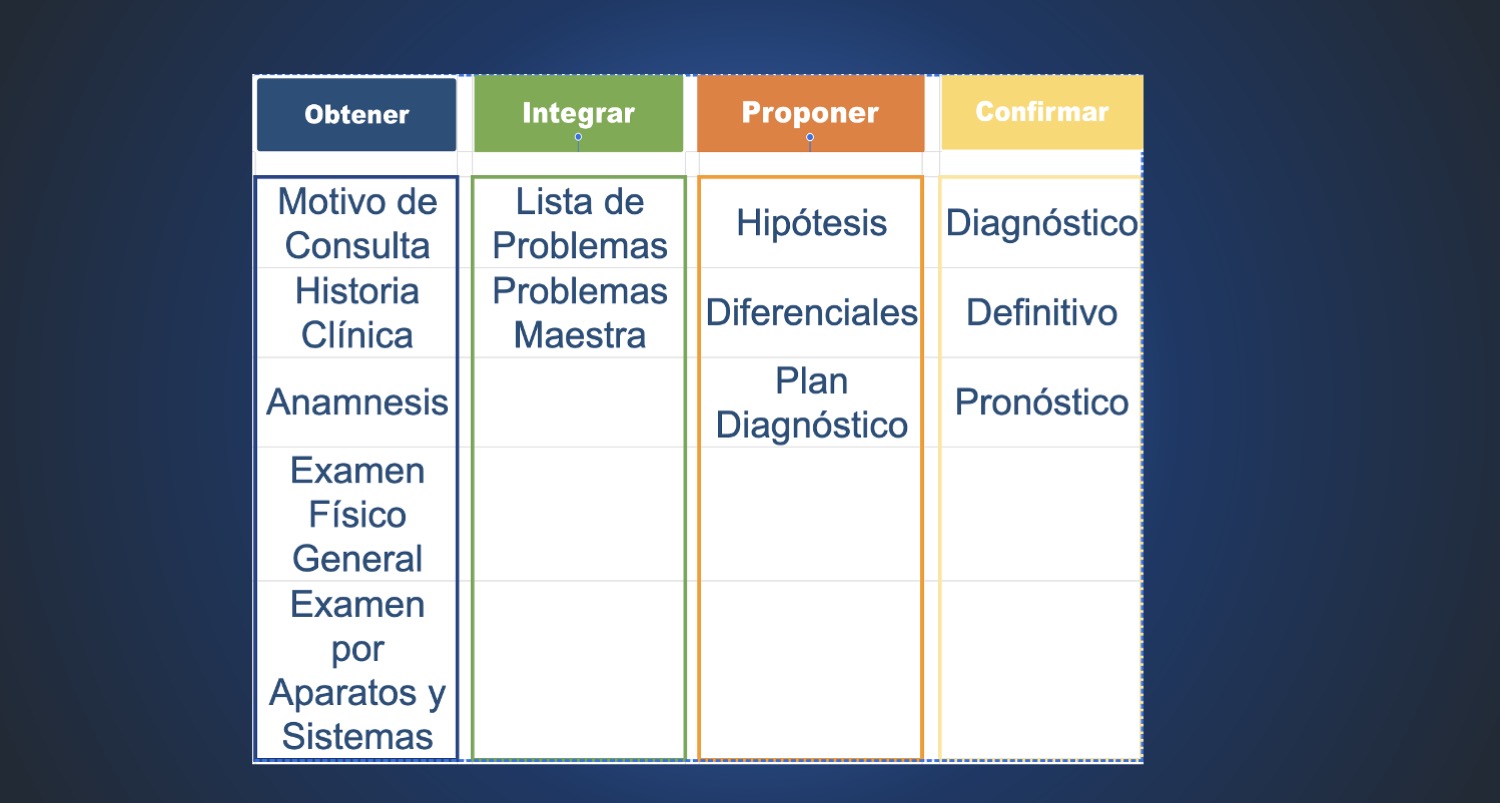 Obtener
Integrar
Proponer
Confirmar
Motivo de
Consulta
Lista de
Problemas
Hipótesis
Diagnóstico
Historia
Clínica
Problemas
Maestra
Diferenciales
Definitivo
Anamnesis
Plan
Diagnóstico
Pronóstico
Examen
Físico
General
Examen
por
Aparatos y
Sistemas